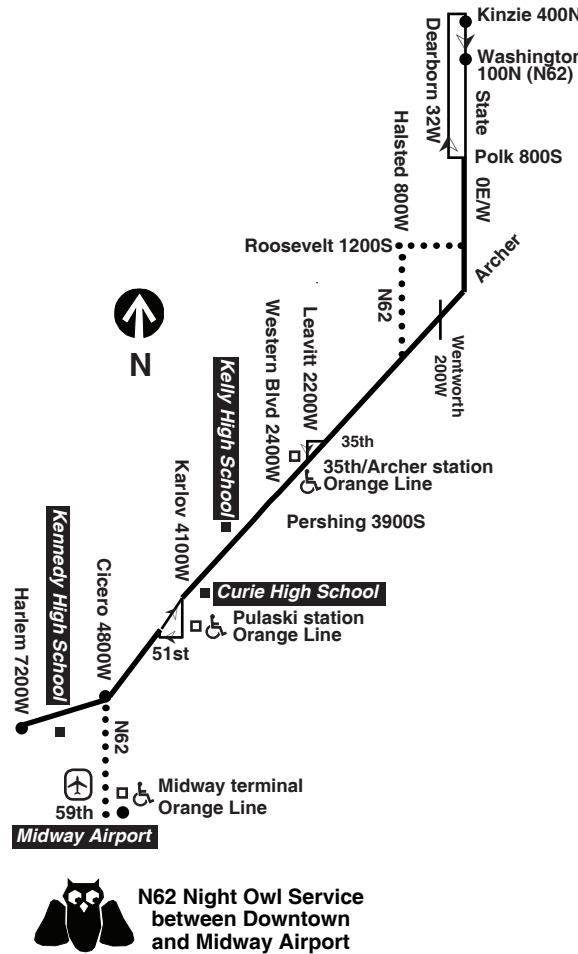 Kinzie 400N
Washington
100N (N62)
Dearborn 32W
State
Polk 800S
0E/W
Halsted 800W
Roosevelt 1200S
Archer
N62
N
Wentworth
200W
Leavitt 2200W
Western Blvd 2400W
Kelly High School
35th
35th/Archer station
Orange Line
Pershing 3900S
Karlov 4100W
Kennedy High School
Cicero 4800W
Curie High School
Harlem 7200W
Pulaski station
Orange Line
51st
N62
Midway terminal
Orange Line
59th
Midway Airport
N62 Night Owl Service
between Downtown
and Midway Airport